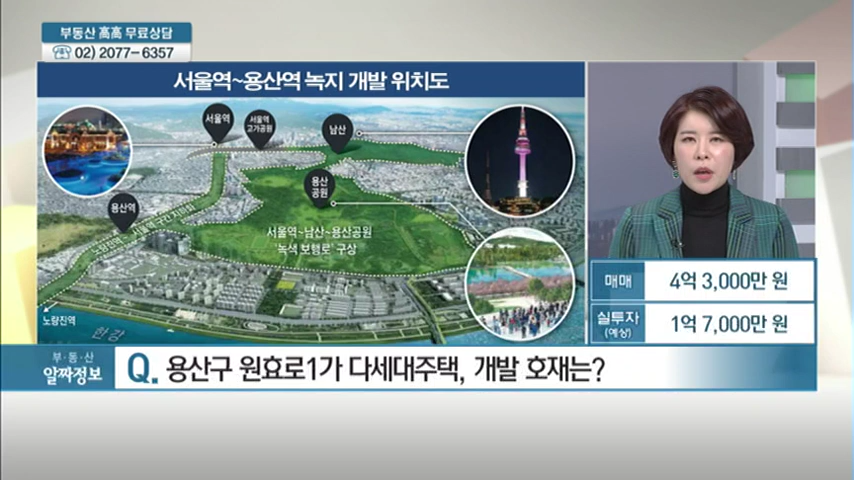 부동산 高高 무료상담
☎ 02) 2077-6357
서울역~용산역 녹지 개발 위치도
서울역
서울역
고가공원
남산
용산
공원
용산역
서울역~남산~용산공원
'녹색 보행로' 구상
노량진역
한강
매매
4억 3,000만 원
실투자
(예상)
1억 7,000만 원
부·동·산
알짜정보
Q. 용산구 원효로1가 다세대주택, 개발 호재는?